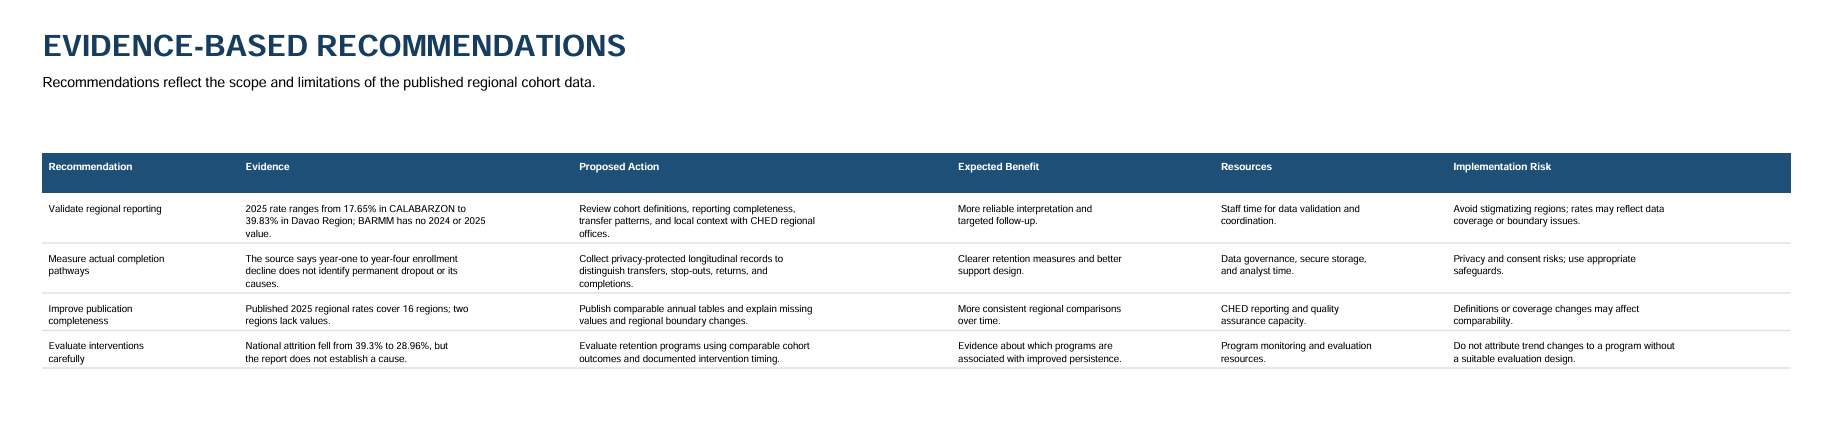 EVIDENCE-BASED RECOMMENDATIONS
Recommendations reflect the scope and limitations of the published regional cohort data.
Recommendation Evidence Proposed Action Expected Benefit Resources Implementation Risk
Validate regional reporting
2025 rate ranges from 17.65% in CALABARZON to
39.83% in Davao Region; BARMM has no 2024 or 2025
value.
Review cohort definitions, reporting completeness,
transfer patterns, and local context with CHED regional
offices.
More reliable interpretation and
targeted follow-up.
Staff time for data validation and
coordination.
Avoid stigmatizing regions; rates may reflect data
coverage or boundary issues.
Measure actual completion
pathways
The source says year-one to year-four enrollment
decline does not identify permanent dropout or its
causes.
Collect privacy-protected longitudinal records to
distinguish transfers, stop-outs, returns, and
completions.
Clearer retention measures and better
support design.
Data governance, secure storage,
and analyst time.
Privacy and consent risks; use appropriate
safeguards.
Improve publication
completeness
Published 2025 regional rates cover 16 regions; two
regions lack values.
Publish comparable annual tables and explain missing
values and regional boundary changes.
More consistent regional comparisons
over time.
CHED reporting and quality
assurance capacity.
Definitions or coverage changes may affect
comparability.
Evaluate interventions
carefully
National attrition fell from 39.3% to 28.96%, but
the report does not establish a cause.
Evaluate retention programs using comparable cohort
outcomes and documented intervention timing.
Evidence about which programs are
associated with improved persistence.
Program monitoring and evaluation
resources.
Do not attribute trend changes to a program without
a suitable evaluation design.